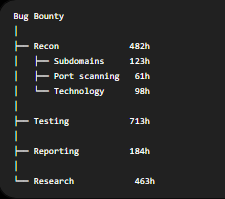 Bug Bounty
Recon 482h
Subdomains 123h
Port scanning 61h
Technology 98h
Testing 713h
Reporting 184h
Research 463h